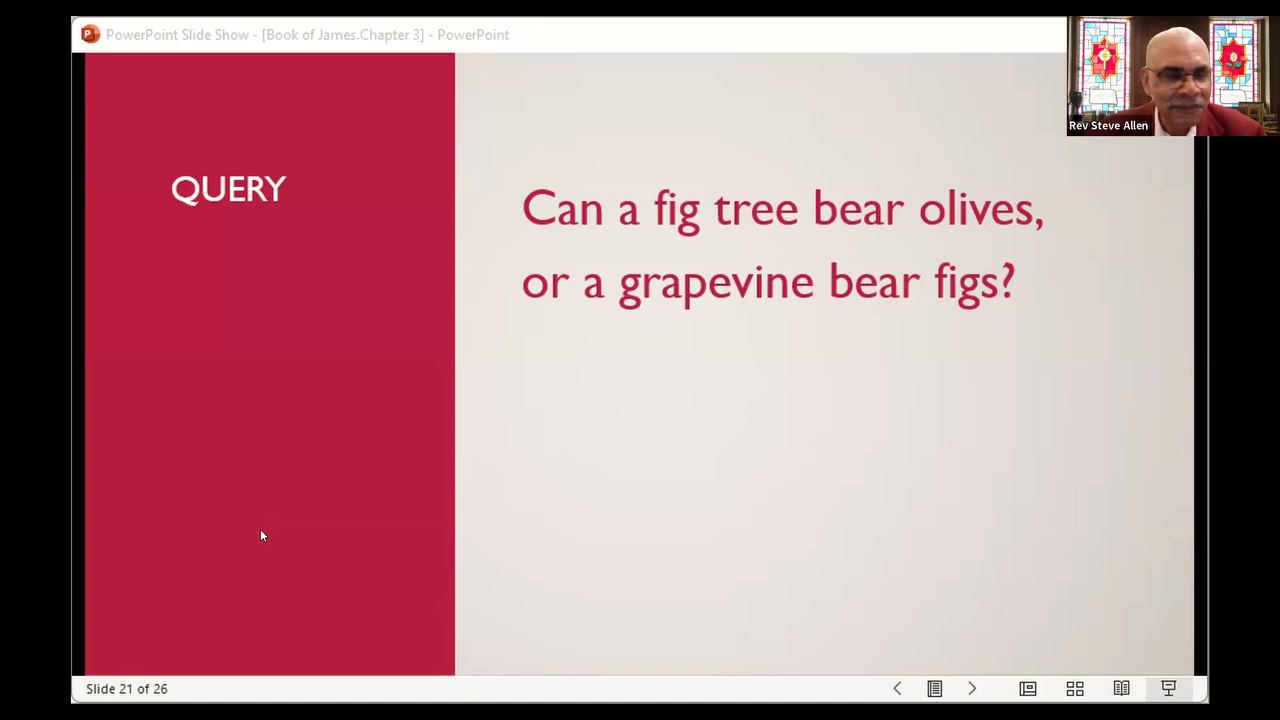 PowerPoint Slide Show - [Book of James.Chapter 3] - PowerPoint
Rev Steve Allen
QUERY
Can a fig tree bear olives,
or a grapevine bear figs?
Slide 21 of 26